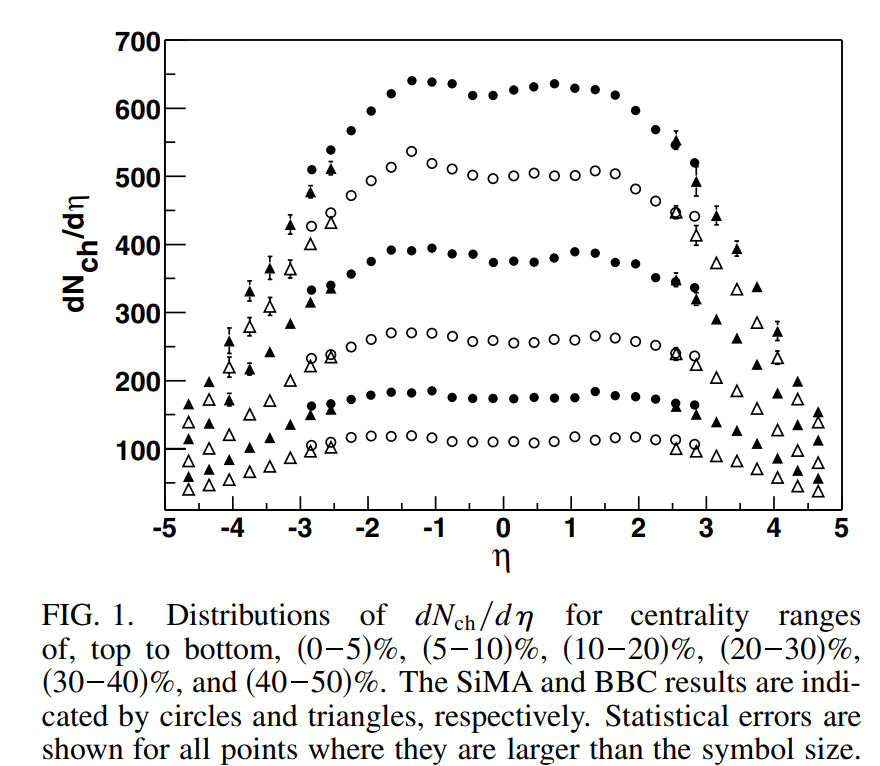 700
600
500
400
300
200
100
dN_ch/dη
-5 -4 -3 -2 -1 0 1 2 3 4 5
η
FIG. 1. Distributions of dN_ch/dη for centrality ranges
of, top to bottom, (0−5)%, (5−10)%, (10−20)%, (20−30)%,
(30−40)%, and (40−50)%. The SiMA and BBC results are indi-
cated by circles and triangles, respectively. Statistical errors are
shown for all points where they are larger than the symbol size.